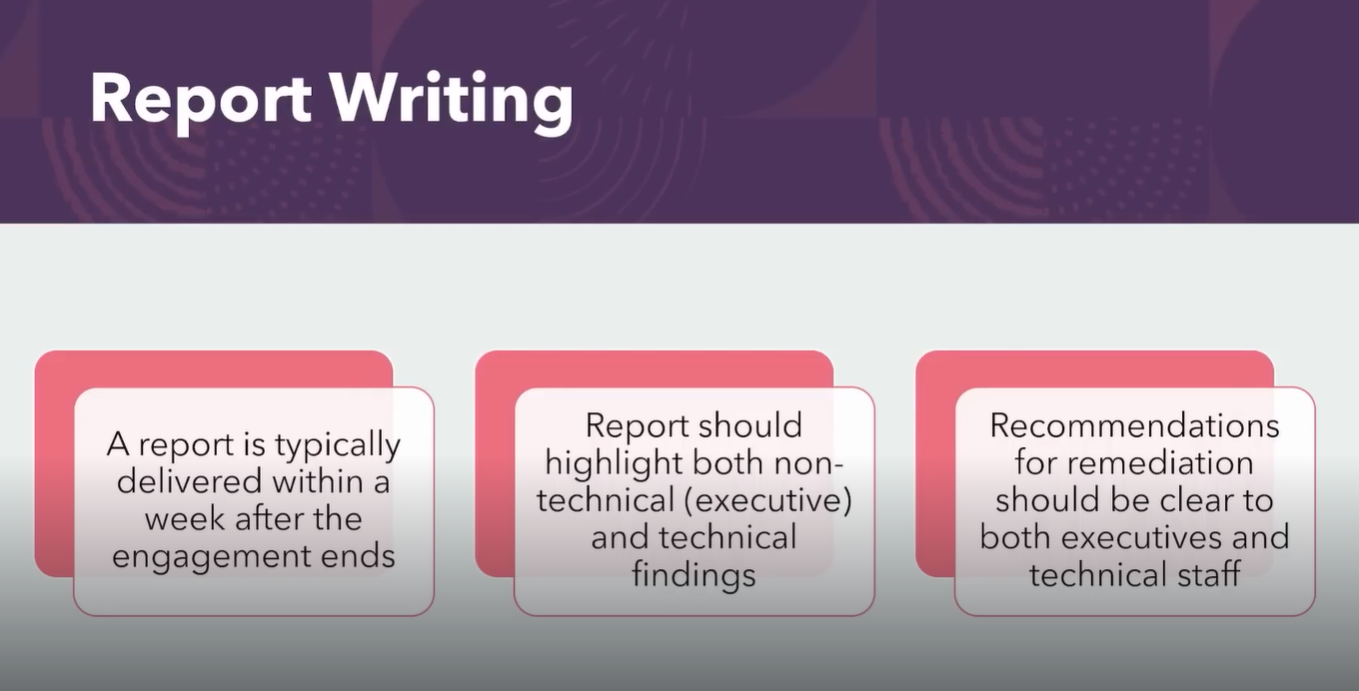 Report Writing
A report is typically
delivered within a
week after the
engagement ends
Report should
highlight both non-
technical (executive)
and technical
findings
Recommendations
for remediation
should be clear to
both executives and
technical staff